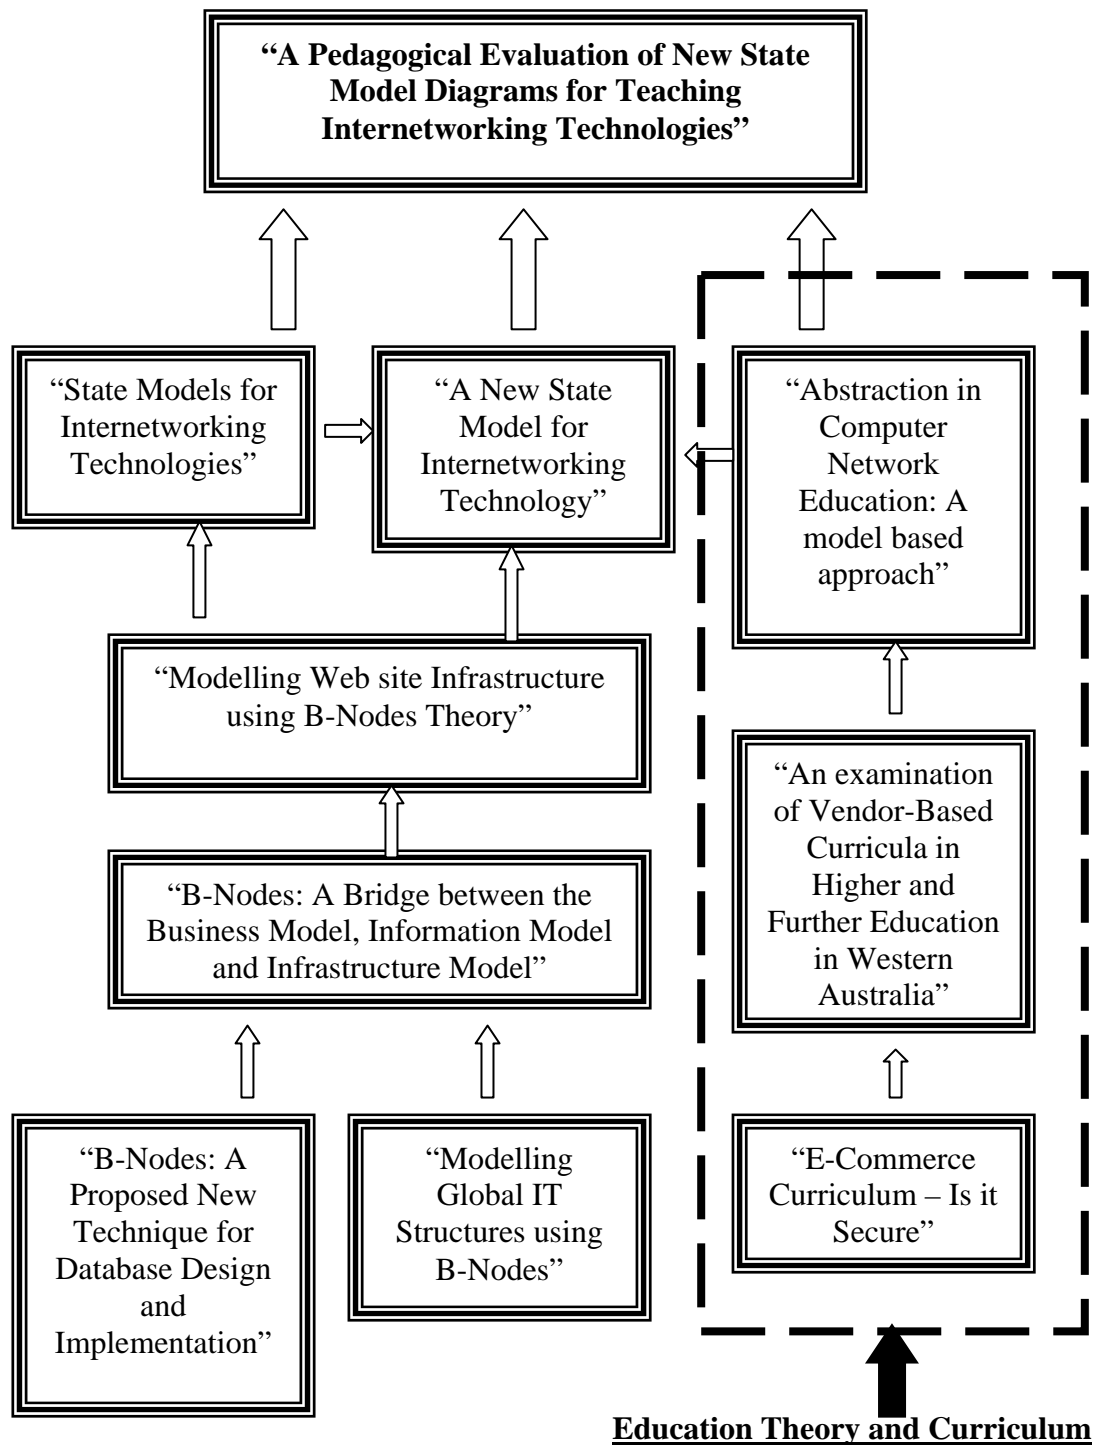 “A Pedagogical Evaluation of New State
Model Diagrams for Teaching
Internetworking Technologies”
“State Models for
Internetworking
Technologies”
“A New State
Model for
Internetworking
Technology”
“Abstraction in
Computer
Network
Education: A
model based
approach”
“Modelling Web site Infrastructure
using B-Nodes Theory”
“An examination
of Vendor-Based
Curricula in
Higher and
Further Education
in Western
Australia”
“B-Nodes: A Bridge between the
Business Model, Information Model
and Infrastructure Model”
“B-Nodes: A
Proposed New
Technique for
Database Design
and
Implementation”
“Modelling
Global IT
Structures using
B-Nodes”
“E-Commerce
Curriculum – Is it
Secure”
Education Theory and Curriculum